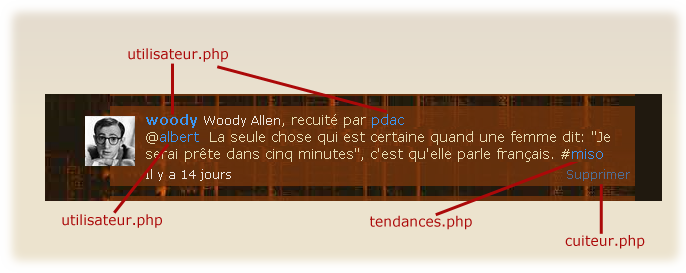 utilisateur.php
woody Woody Allen, recuité par pdac
@albert La seule chose qui est certaine quand une femme dit: "Je
serai prête dans cinq minutes", c'est qu'elle parle français. #miso
il y a 14 jours Supprimer
utilisateur.php
tendances.php
cuiteur.php